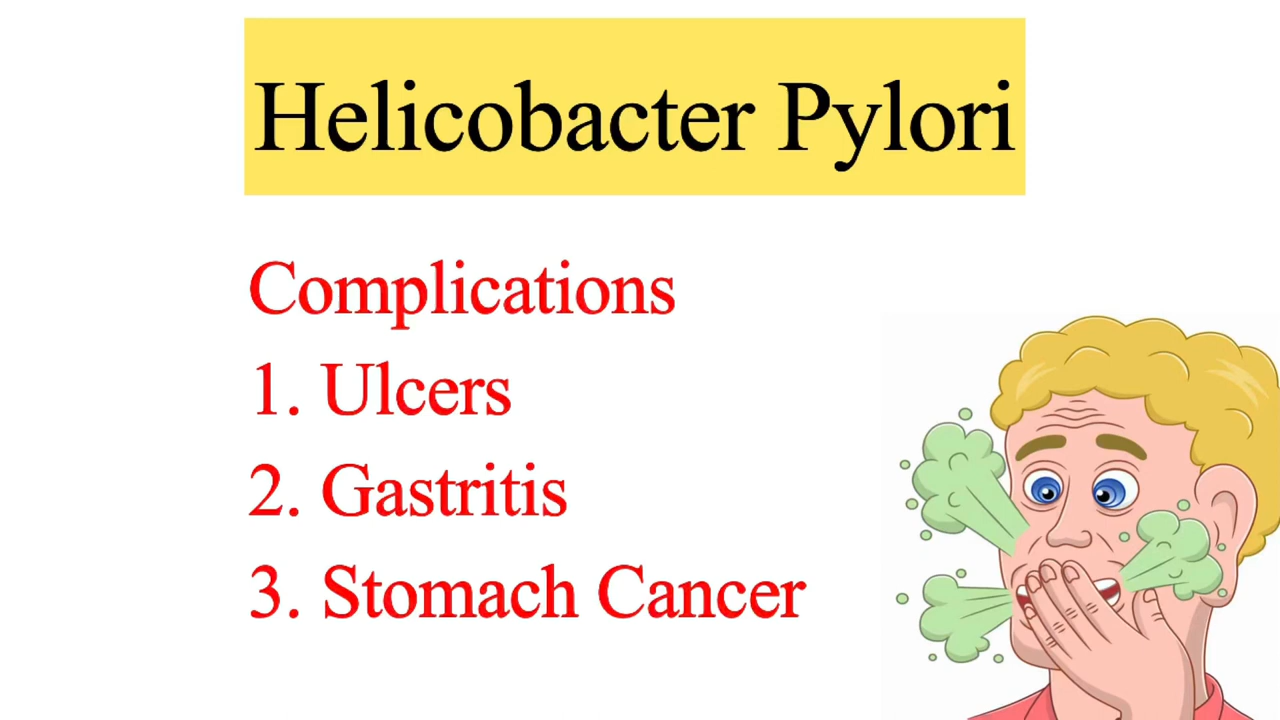 Helicobacter Pylori
Complications
1. Ulcers
2. Gastritis
3. Stomach Cancer